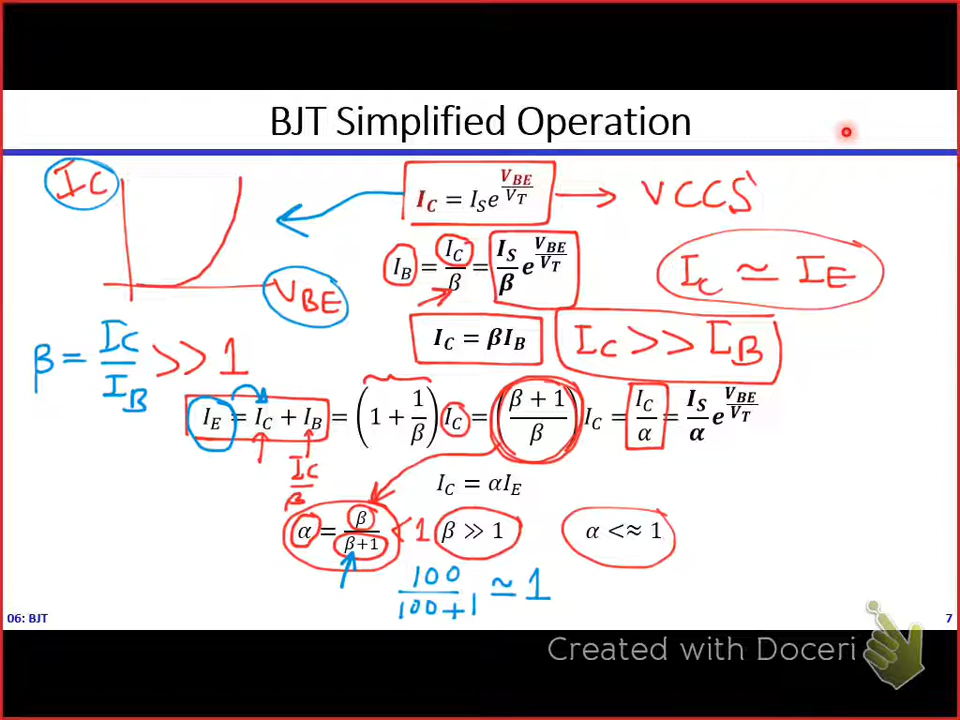 BJT Simplified Operation
IC
I_C = I_S e^{V_BE/V_T}
VCCS
I_B = I_C/β = I_S/β e^{V_BE/V_T}
I_C ≃ I_E
V_BE
I_C = βI_B
I_C >> I_B
β = I_C/I_B >> 1
I_E = I_C + I_B = (1 + 1/β) I_C = ((β + 1)/β) I_C = I_C/α = I_S/α e^{V_BE/V_T}
I_C/β
I_C = αI_E
α = β/(β+1) < 1 β ≫ 1 α <≈ 1
100/(100+1) ≃ 1
06: BJT 7
Created with Doceri